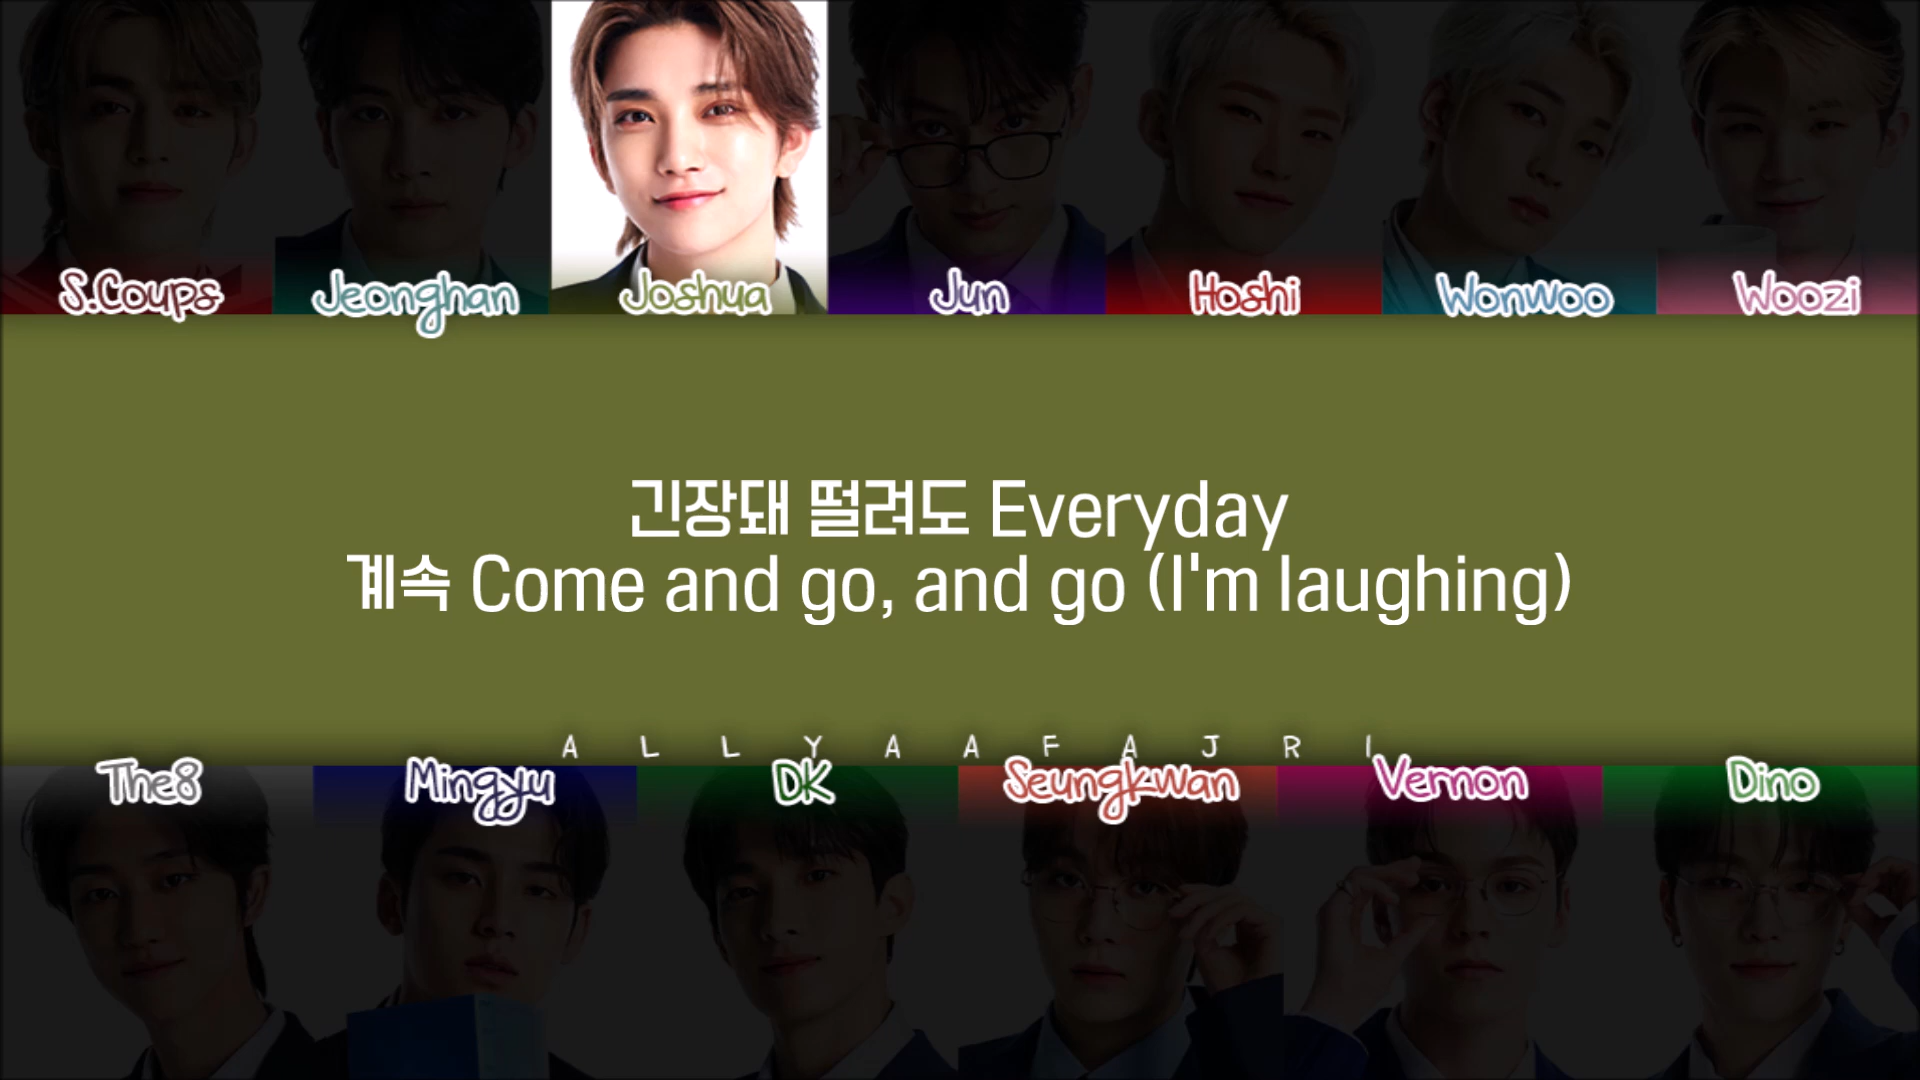 S.Coups
Jeonghan
Joshua
Jun
Hoshi
Wonwoo
Woozi
긴장돼 떨려도 Everyday
계속 Come and go, and go (I'm laughing)
ALLYAAFAJRI
The8
Mingyu
DK
Seungkwan
Vernon
Dino